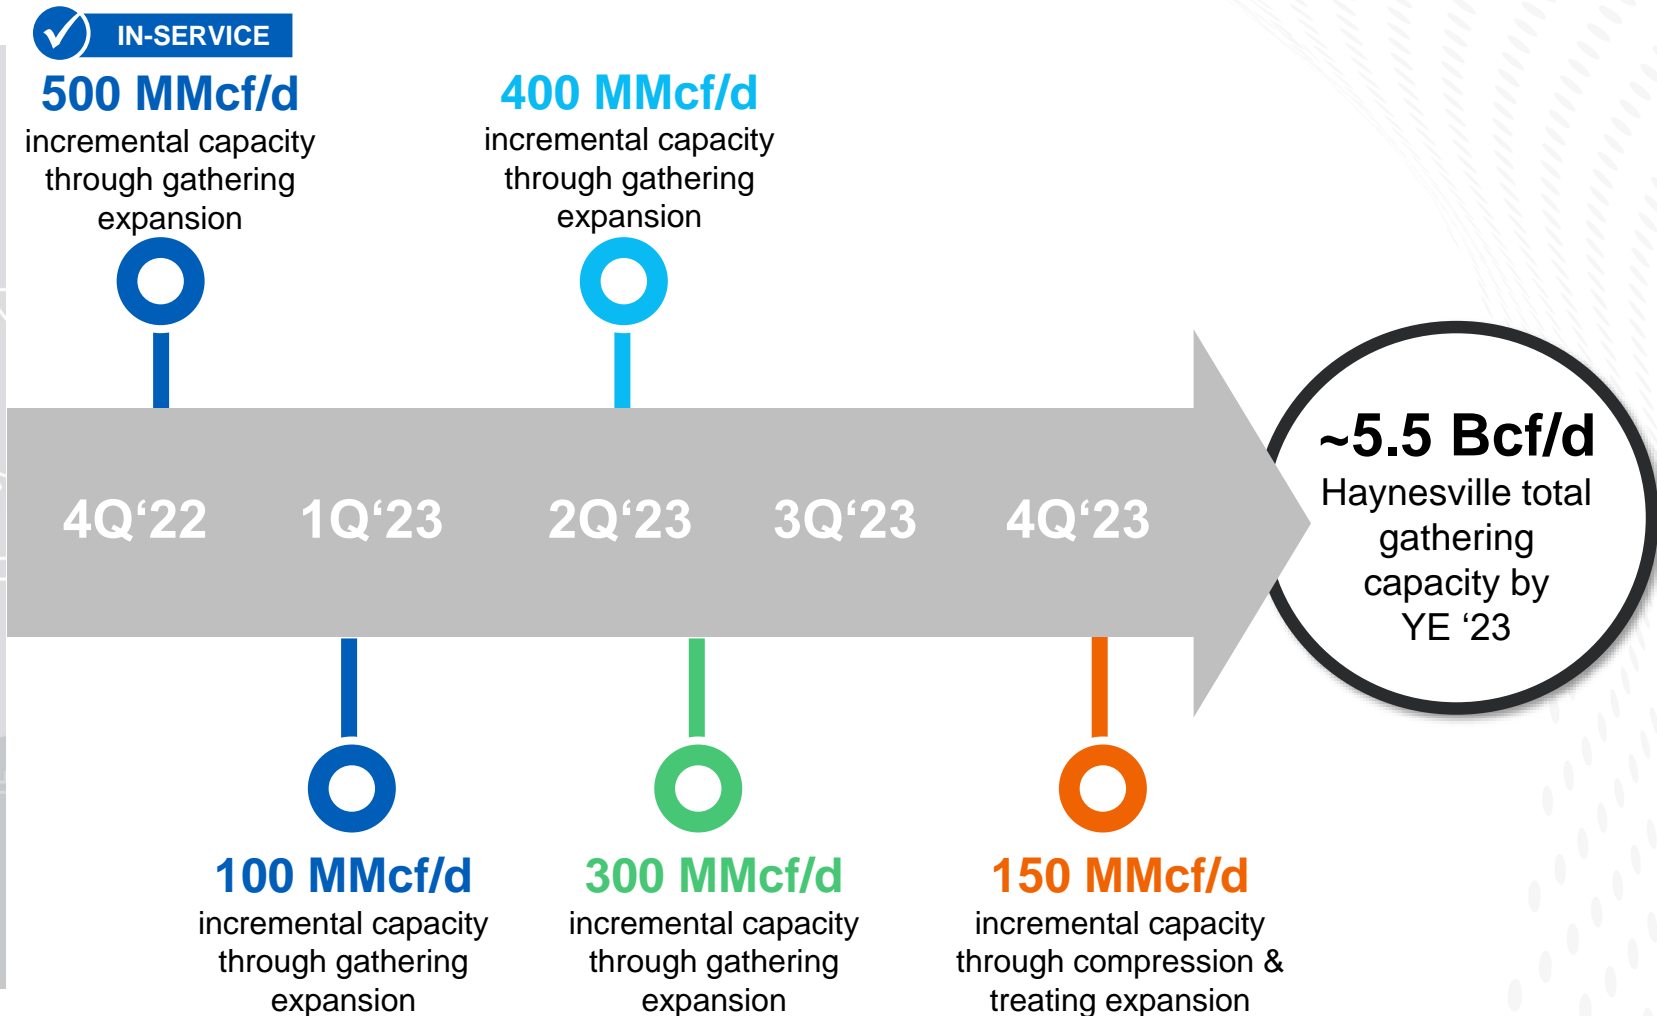 IN-SERVICE
500 MMcf/d
incremental capacity
through gathering
expansion
400 MMcf/d
incremental capacity
through gathering
expansion
4Q‘22
1Q‘23
2Q‘23
3Q‘23
4Q‘23
~5.5 Bcf/d
Haynesville total
gathering
capacity by
YE ‘23
100 MMcf/d
incremental capacity
through gathering
expansion
300 MMcf/d
incremental capacity
through gathering
expansion
150 MMcf/d
incremental capacity
through compression &
treating expansion